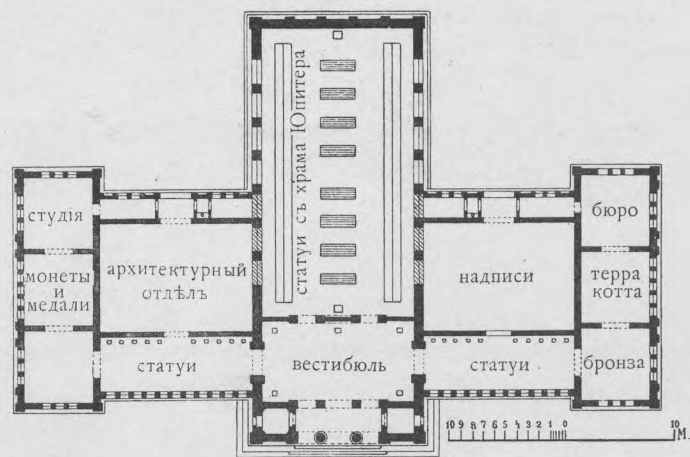 статуи съ храма Юпитера
студія
бюро
монеты
и
медали
архитектурный
отдѣлъ
надписи
терра
котта
статуи
вестибюль
статуи
бронза
10 9 8 7 6 5 4 3 2 1 0 10
М.